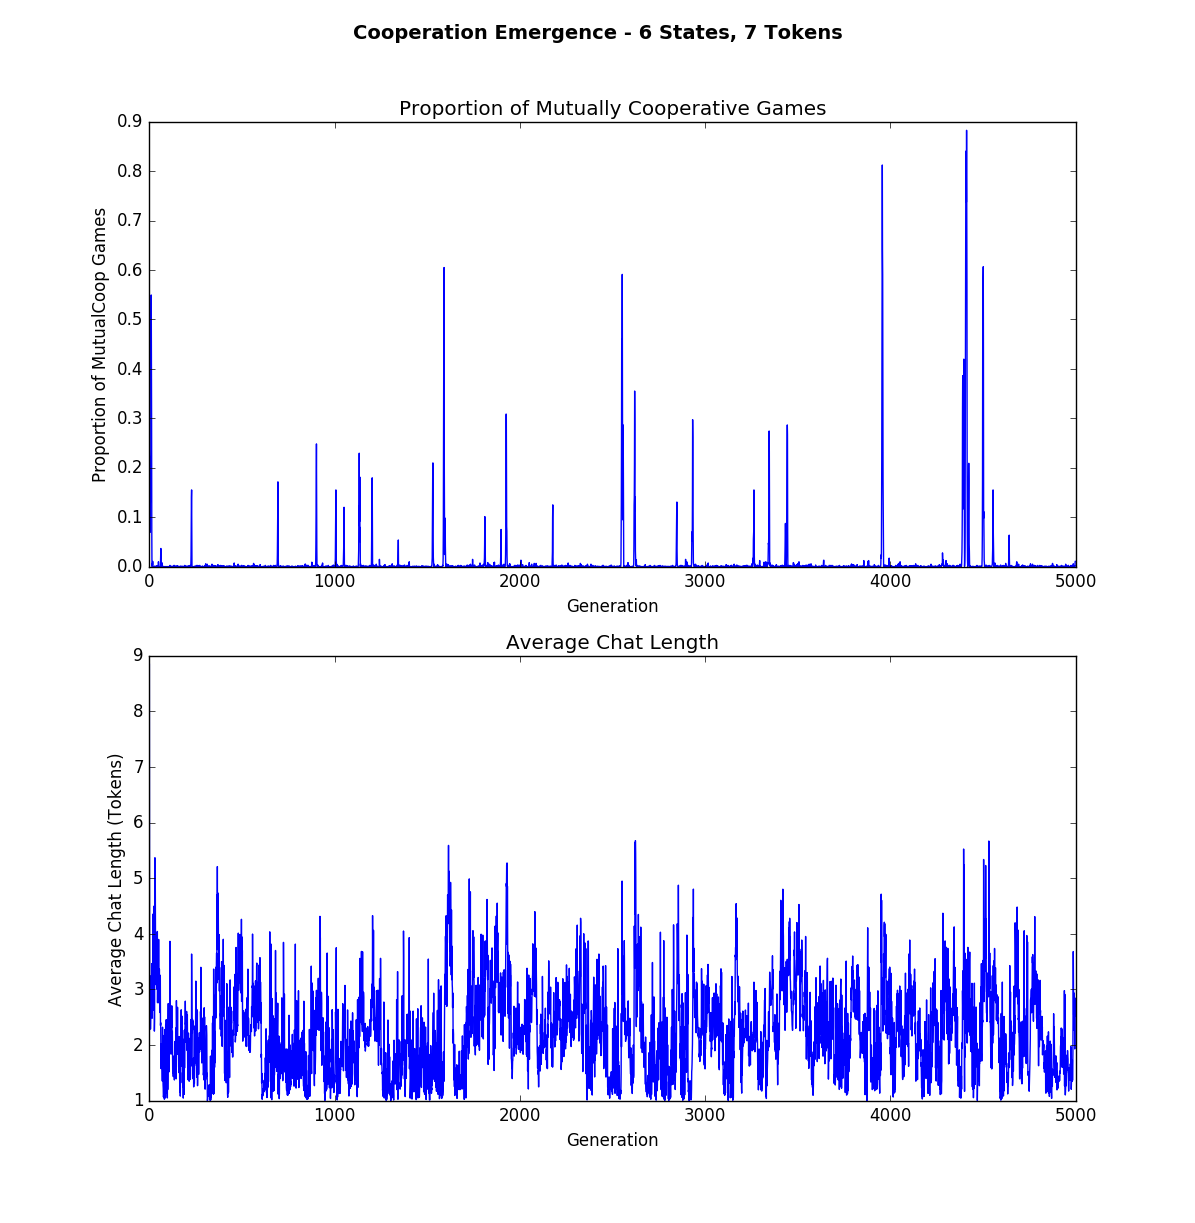 Cooperation Emergence - 6 States, 7 Tokens
Proportion of Mutually Cooperative Games
0.9
0.8
0.7
0.6
0.5
0.4
0.3
0.2
0.1
0.0
Proportion of MutualCoop Games
0 1000 2000 3000 4000 5000
Generation
Average Chat Length
9
8
7
6
5
4
3
2
1
Average Chat Length (Tokens)
0 1000 2000 3000 4000 5000
Generation